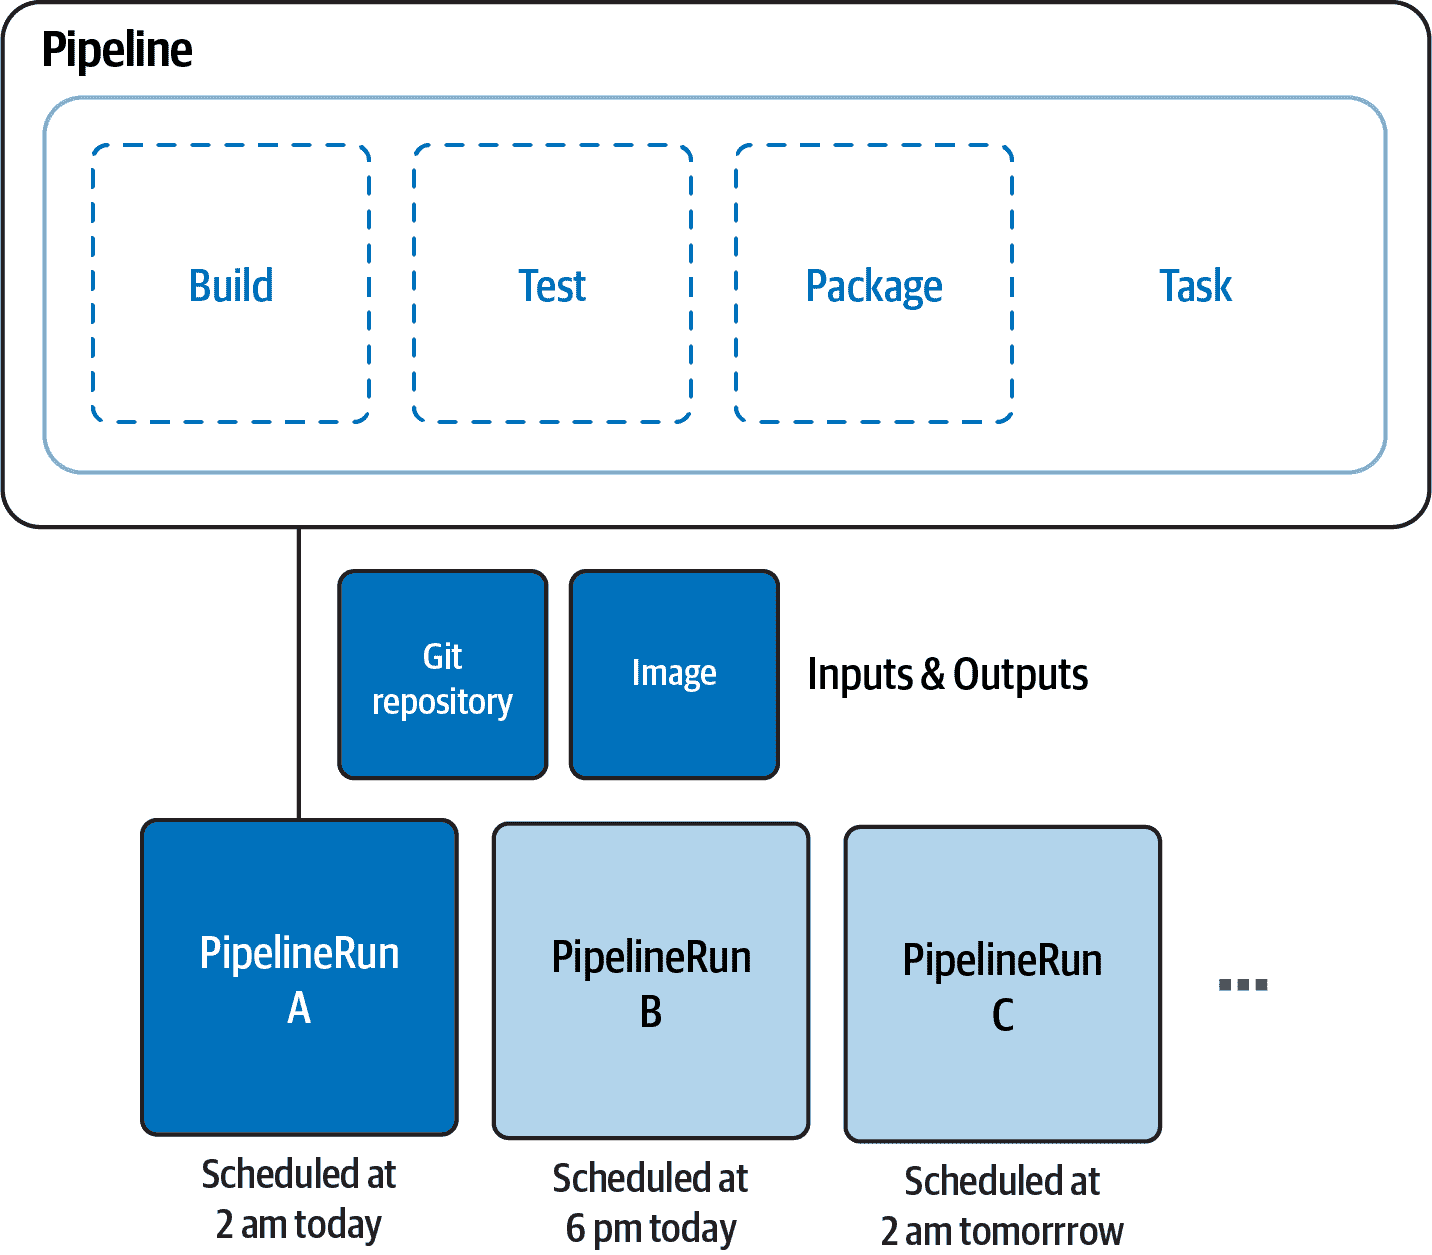 Pipeline
Build
Test
Package
Task
Git
repository
Image
Inputs & Outputs
PipelineRun
A
PipelineRun
B
PipelineRun
C
Scheduled at
2 am today
Scheduled at
6 pm today
Scheduled at
2 am tomorrrow